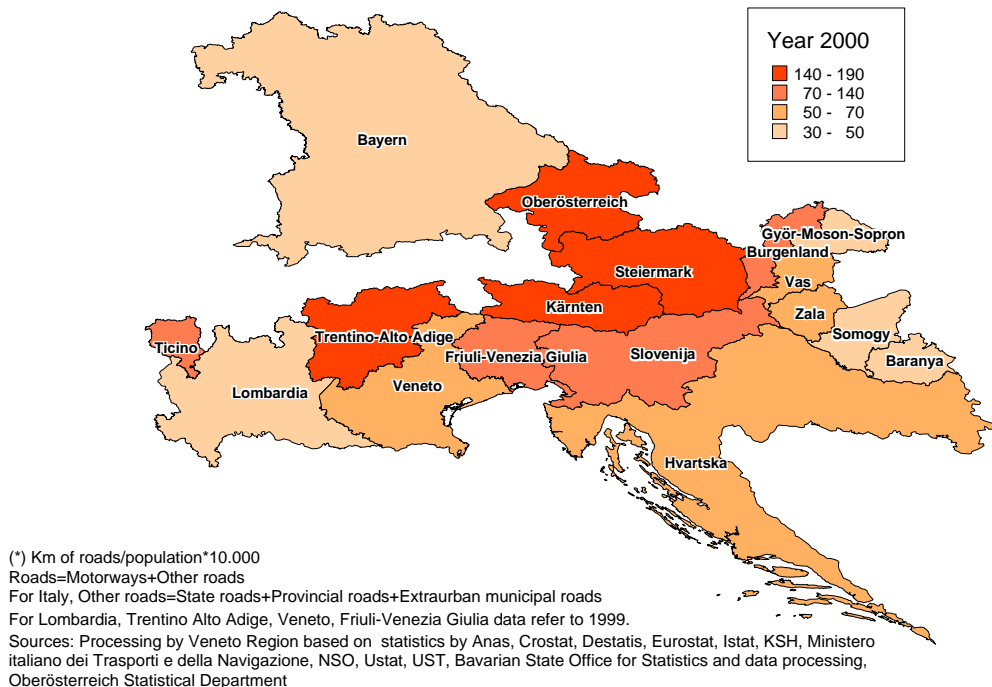 Year 2000
140 - 190
70 - 140
50 - 70
30 - 50
Bayern
Oberösterreich
Györ-Moson-Sopron
Burgenland
Steiermark
Vas
Kärnten
Zala
Trentino-Alto Adige
Somogy
Ticino
Friuli-Venezia Giulia
Slovenija
Baranya
Lombardia
Veneto
Hvartska
(*) Km of roads/population*10.000
Roads=Motorways+Other roads
For Italy, Other roads=State roads+Provincial roads+Extraurban municipal roads
For Lombardia, Trentino Alto Adige, Veneto, Friuli-Venezia Giulia data refer to 1999.
Sources: Processing by Veneto Region based on statistics by Anas, Crostat, Destatis, Eurostat, Istat, KSH, Ministero
italiano dei Trasporti e della Navigazione, NSO, Ustat, UST, Bavarian State Office for Statistics and data processing,
Oberösterreich Statistical Department